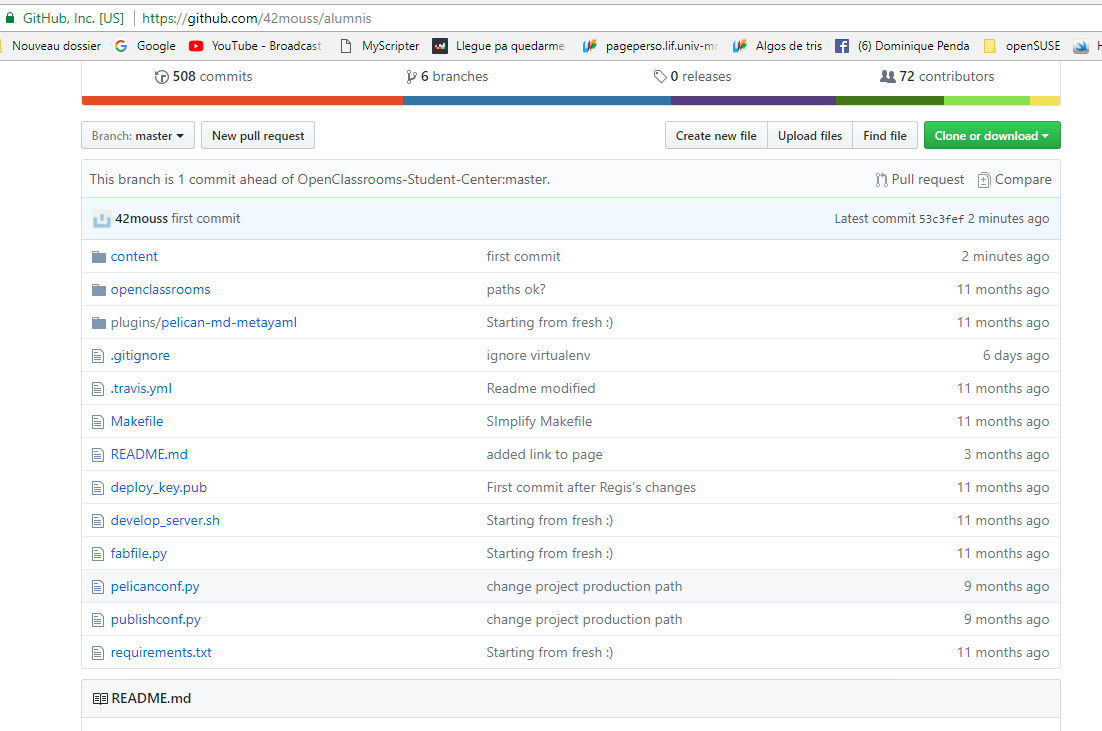 GitHub, Inc. [US] https://github.com/42mouss/alumnis
Nouveau dossier Google YouTube - Broadcast MyScripter Llegue pa quedarme pageperso.lif.univ-mr Algos de tris (6) Dominique Penda openSUSE H
508 commits 6 branches 0 releases 72 contributors
Branch: master New pull request Create new file Upload files Find file Clone or download
This branch is 1 commit ahead of OpenClassrooms-Student-Center:master. Pull request Compare
42mouss first commit Latest commit 53c3fef 2 minutes ago
content first commit 2 minutes ago
openclassrooms paths ok? 11 months ago
plugins/pelican-md-metayaml Starting from fresh :) 11 months ago
.gitignore ignore virtualenv 6 days ago
.travis.yml Readme modified 11 months ago
Makefile SImplify Makefile 11 months ago
README.md added link to page 3 months ago
deploy_key.pub First commit after Regis's changes 11 months ago
develop_server.sh Starting from fresh :) 11 months ago
fabfile.py Starting from fresh :) 11 months ago
pelicanconf.py change project production path 9 months ago
publishconf.py change project production path 9 months ago
requirements.txt Starting from fresh :) 11 months ago
README.md